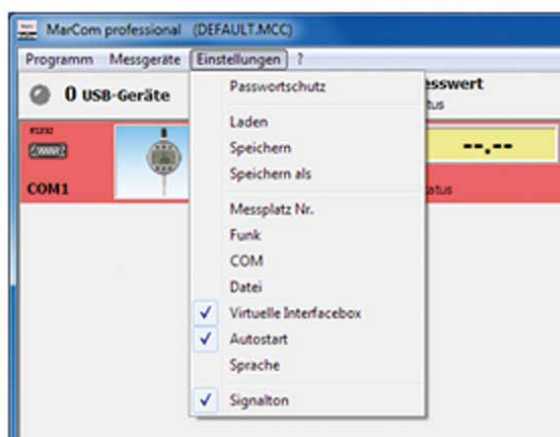 MarCom professional (DEFAULT.MCC)
Programm Messgeräte Einstellungen ?
0 USB-Geräte
esswert
tus
RS232
COM1
--.--
atus
Passwortschutz
Laden
Speichern
Speichern als
Messplatz Nr.
Funk
COM
Datei
Virtuelle Interfacebox
Autostart
Sprache
Signalton